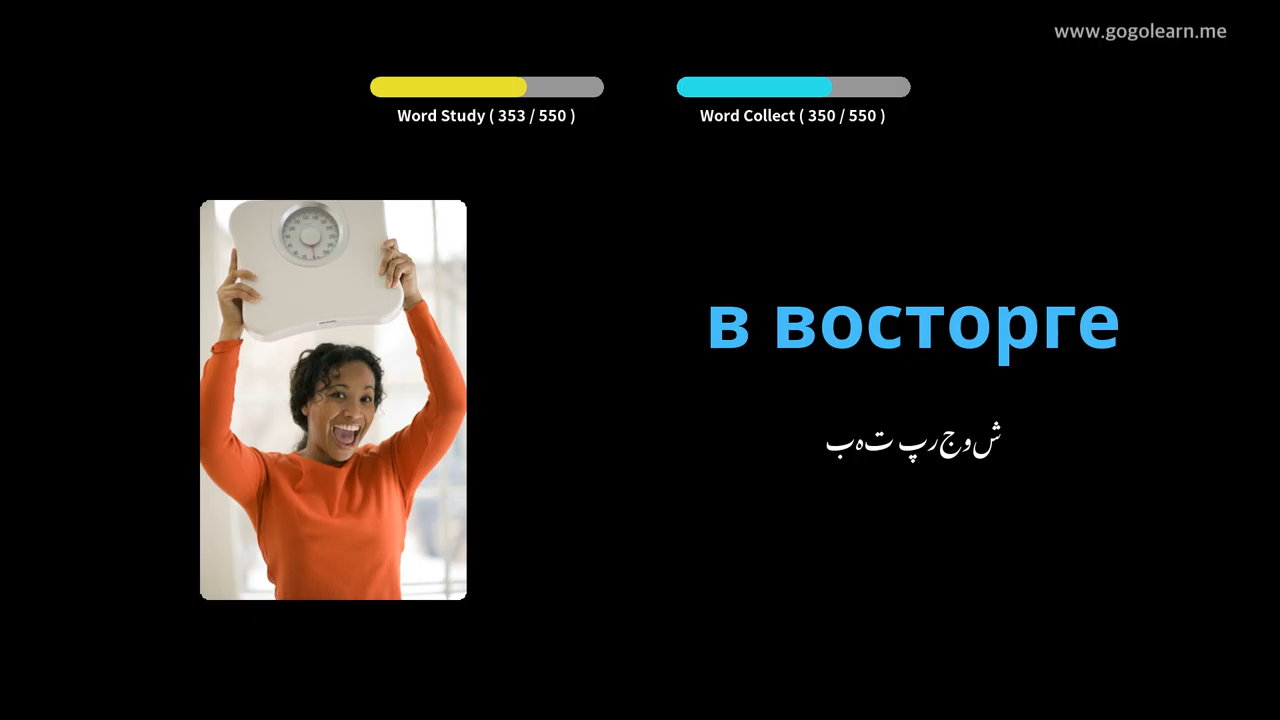 www.gogolearn.me
Word Study ( 353 / 550 )
Word Collect ( 350 / 550 )
в восторге
بہت پرجوش